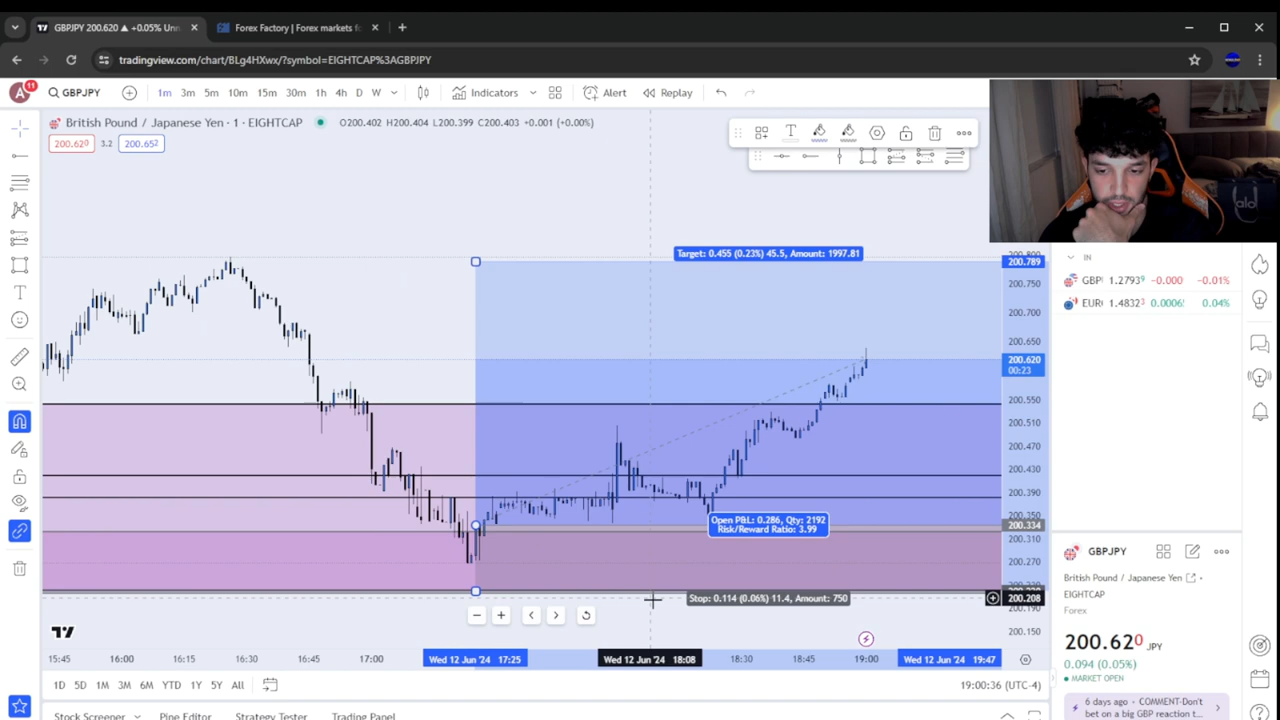 GBPJPY 200.620 ▲ +0.05% Unn
Forex Factory | Forex markets f
tradingview.com/chart/BLg4HXwx/?symbol=EIGHTCAP%3AGBPJPY
A 11 GBPJPY 1m 3m 5m 10m 15m 30m 1h 4h D W Indicators Alert Replay
British Pound / Japanese Yen · 1 · EIGHTCAP O200.402 H200.404 L200.399 C200.403 +0.001 (+0.00%)
200.620 3.2 200.652
Target: 0.455 (0.23%) 45.5, Amount: 1997.81
200.800
200.789
200.750
200.700
200.650
200.620
00:23
200.550
200.510
200.470
200.430
200.390
200.350
200.334
200.310
200.270
200.208
200.190
200.150
Open P&L: 0.286, Qty: 2192
Risk/Reward Ratio: 3.99
Stop: 0.114 (0.06%) 11.4, Amount: 750
15:45 16:00 16:15 16:30 16:45 17:00 Wed 12 Jun '24 17:25 Wed 12 Jun '24 18:08 18:30 18:45 19:00 Wed 12 Jun '24 19:47
1D 5D 1M 3M 6M YTD 1Y 5Y All
19:00:36 (UTC-4)
Stock Screener Pine Editor Strategy Tester Trading Panel
alo
IN
GBP 1.27939 -0.000 -0.01%
EUR 1.48323 0.0006 0.04%
GBPJPY
British Pound / Japanese Yen
EIGHTCAP
Forex
200.620 JPY
0.094 (0.05%)
MARKET OPEN
6 days ago - COMMENT-Don't
bet on a big GBP reaction t...